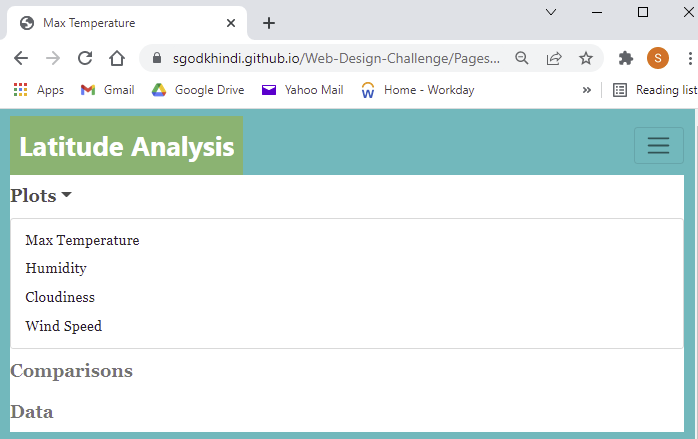 Max Temperature
sgodkhindi.github.io/Web-Design-Challenge/Pages...
S
Apps
Gmail
Google Drive
Yahoo Mail
Home - Workday
»
Reading list
Latitude Analysis
Plots
Max Temperature
Humidity
Cloudiness
Wind Speed
Comparisons
Data